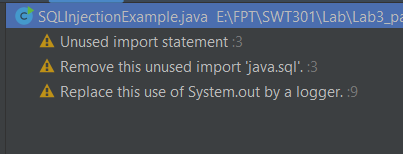 SQLInjectionExample.java E:\FPT\SWT301\Lab\Lab3_pa
Unused import statement :3
Remove this unused import 'java.sql'. :3
Replace this use of System.out by a logger. :9